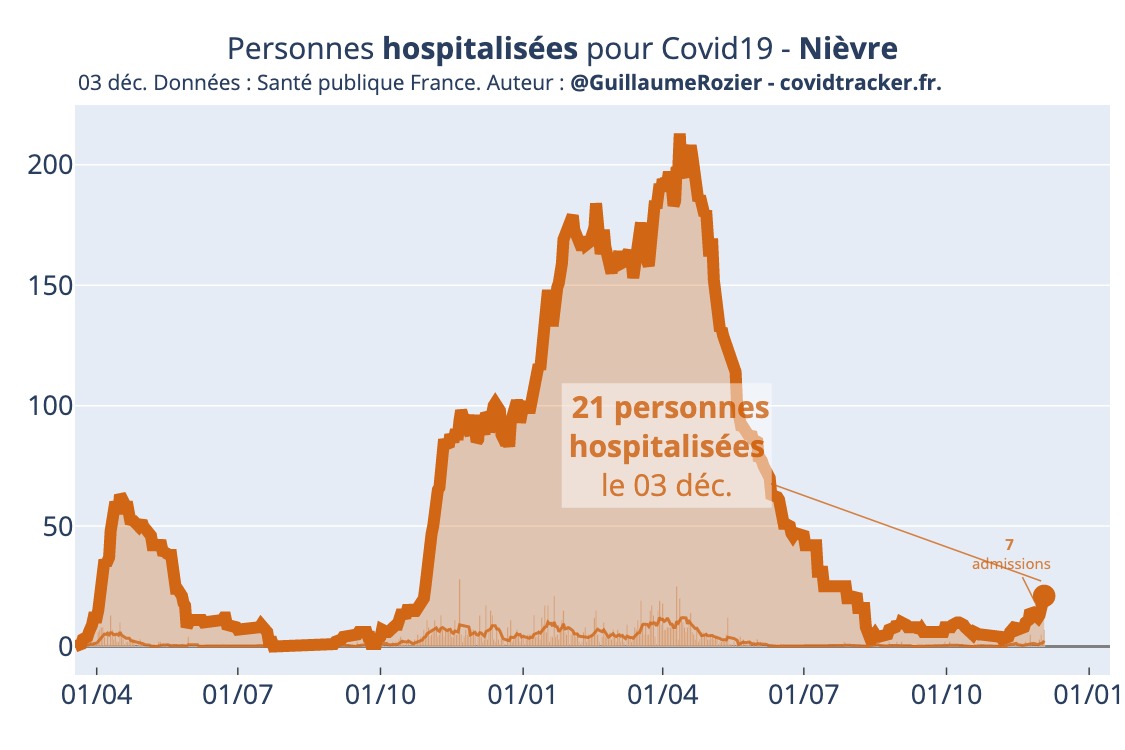 Personnes hospitalisées pour Covid19 - Nièvre
03 déc. Données : Santé publique France. Auteur : @GuillaumeRozier - covidtracker.fr.
200
150
100
50
0
21 personnes
hospitalisées
le 03 déc.
7
admissions
01/04 01/07 01/10 01/01 01/04 01/07 01/10 01/01